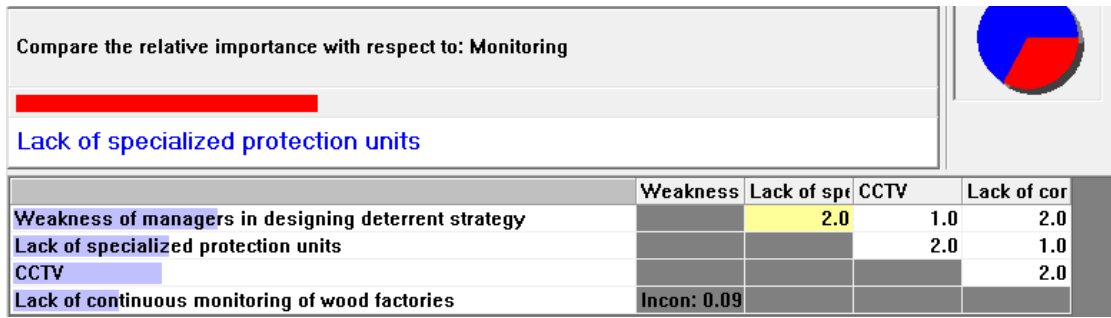 Compare the relative importance with respect to: Monitoring
Lack of specialized protection units
Weakness Lack of spe CCTV Lack of cor
Weakness of managers in designing deterrent strategy 2.0 1.0 2.0
Lack of specialized protection units 2.0 1.0
CCTV 2.0
Lack of continuous monitoring of wood factories Incon: 0.09